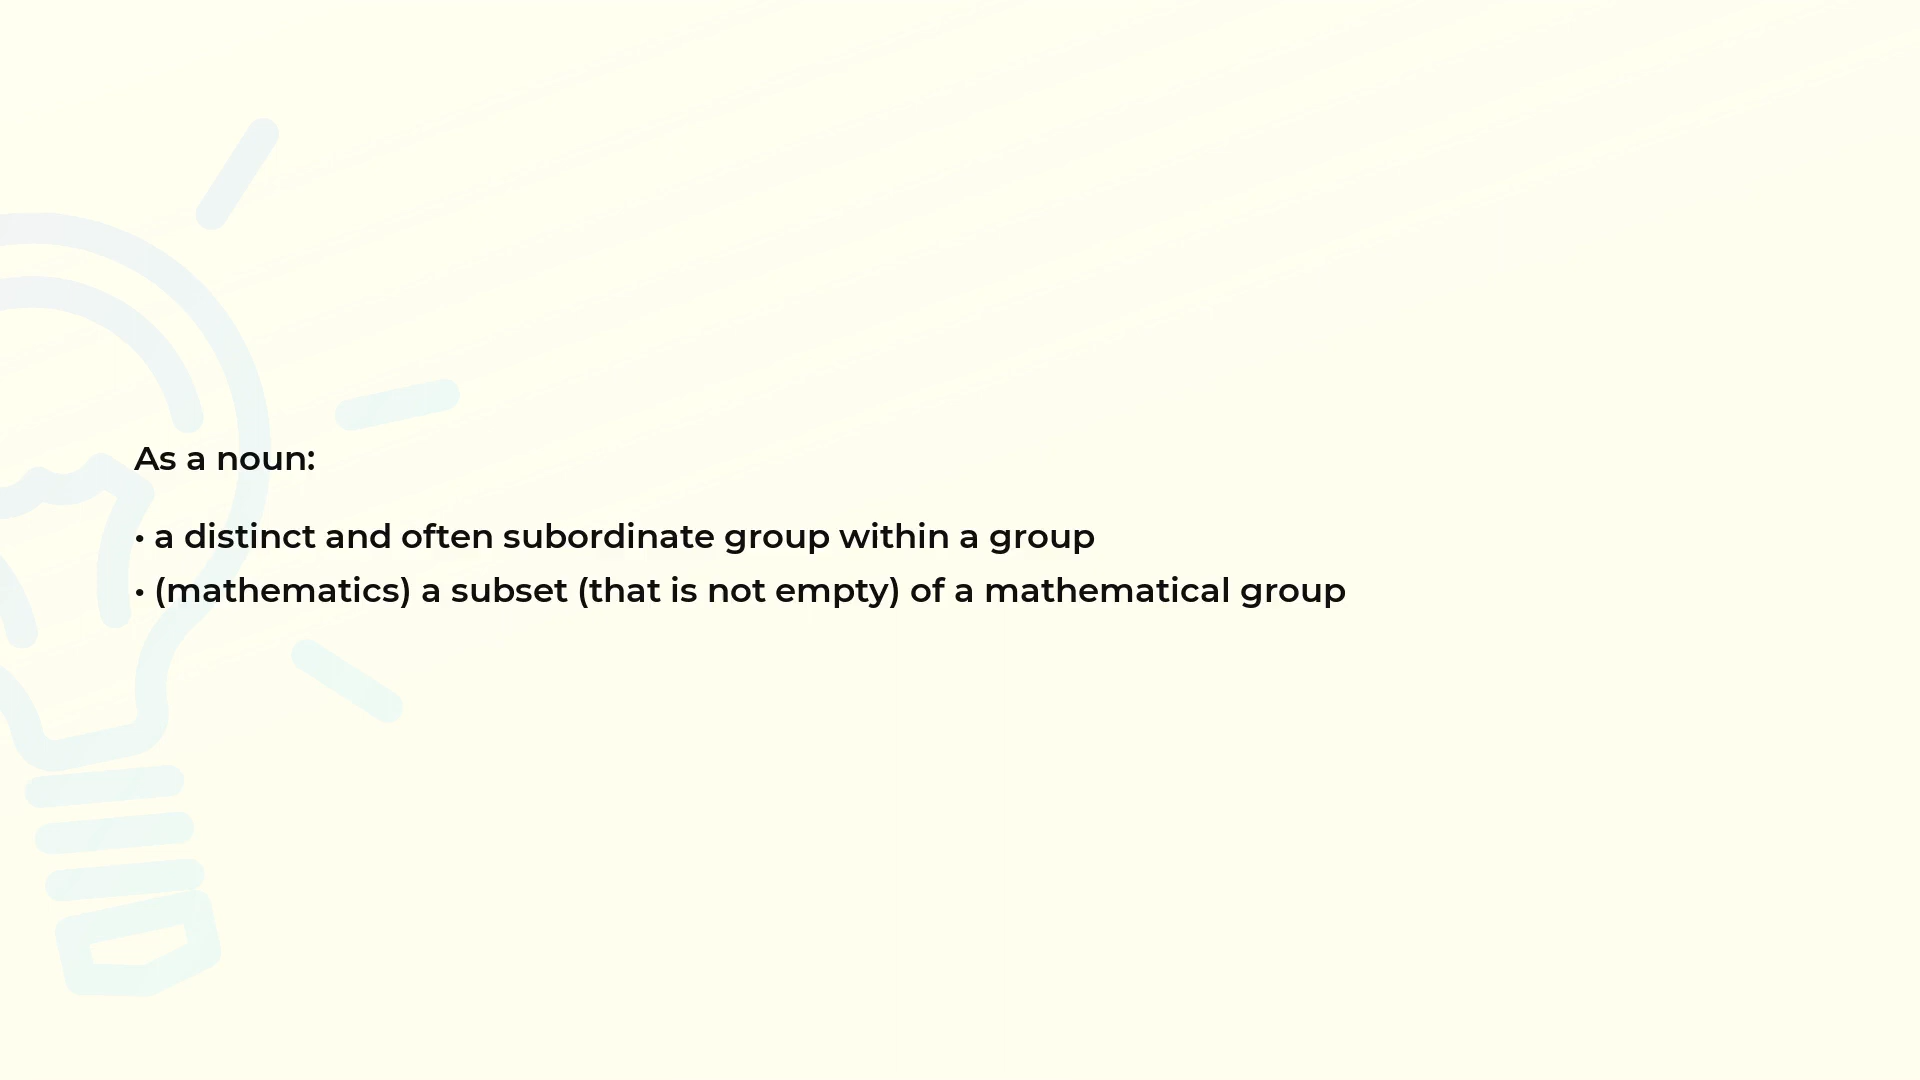 As a noun:
• a distinct and often subordinate group within a group
• (mathematics) a subset (that is not empty) of a mathematical group